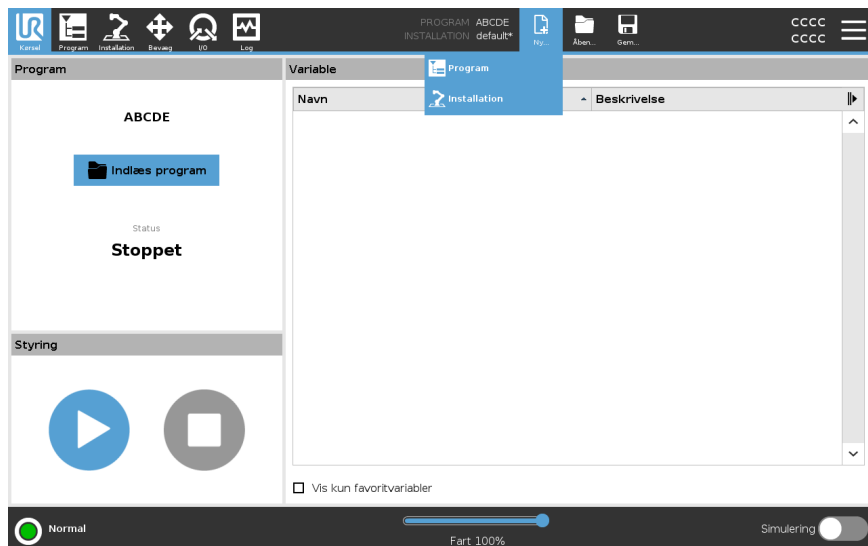 UR
PROGRAM ABCDE
INSTALLATION default*
CCCC
CCCC
Kørsel Program Installation Bevæg I/O Log Ny... Åben... Gem...
Program
Variable
Program
Installation
Navn Beskrivelse
ABCDE
Indlæs program
Status
Stoppet
Styring
Vis kun favoritvariabler
Normal
Fart 100%
Simulering